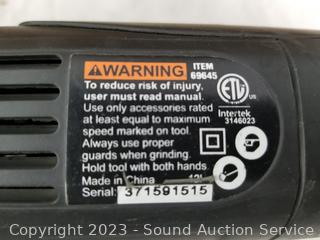 WARNING ITEM
69645
To reduce risk of injury,
user must read manual.
Use only accessories rated
at least equal to maximum
speed marked on tool.
Always use proper
guards when grinding.
Hold tool with both hands.
Made in China
Serial: 371591515
ETL
US
Intertek
3146023
Copyright 2023 - Sound Auction Service